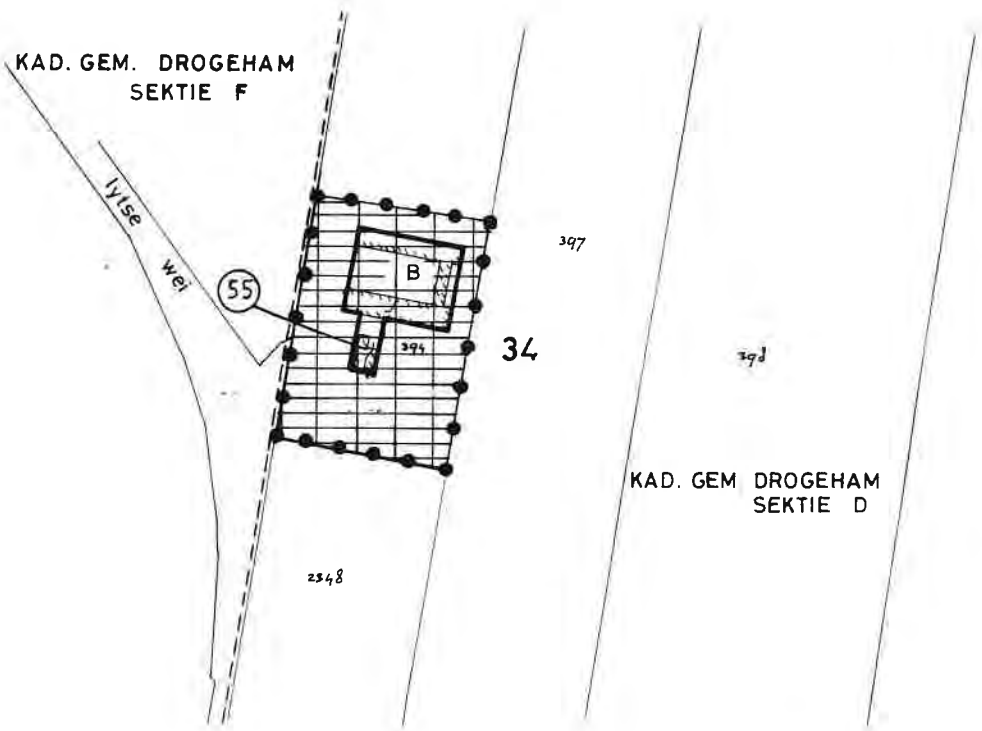 KAD. GEM. DROGEHAM
SEKTIE F
lytse
wei
55
B
394
34
397
398
KAD. GEM DROGEHAM
SEKTIE D
2348